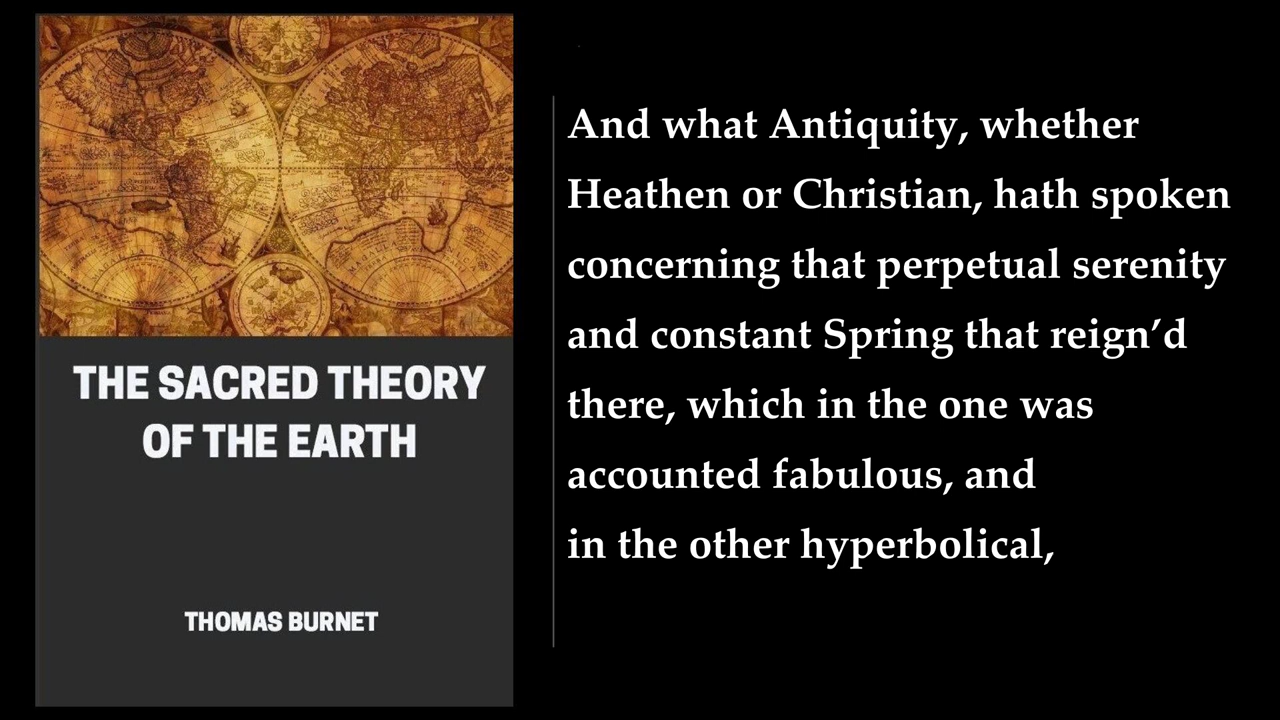 THE SACRED THEORY
OF THE EARTH
THOMAS BURNET
And what Antiquity, whether
Heathen or Christian, hath spoken
concerning that perpetual serenity
and constant Spring that reign’d
there, which in the one was
accounted fabulous, and
in the other hyperbolical,